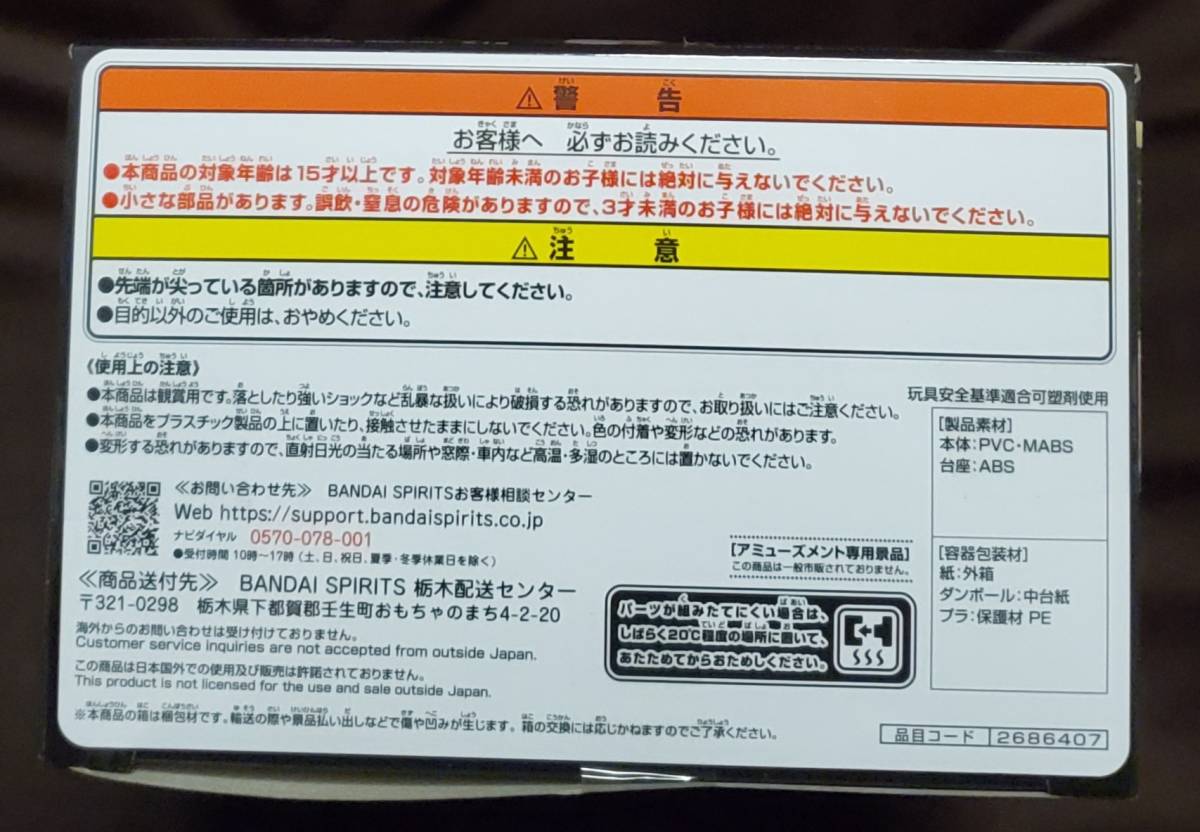 ⚠警告
お客様へ 必ずお読みください。
●本商品の対象年齢は15才以上です。対象年齢未満のお子様には絶対に与えないでください。
●小さな部品があります。誤飲・窒息の危険がありますので、3才未満のお子様には絶対に与えないでください。
⚠注意
●先端が尖っている箇所がありますので、注意してください。
●目的以外のご使用は、おやめください。
《使用上の注意》
●本商品は観賞用です。落としたり強いショックなど乱暴な扱いにより破損する恐れがありますので、お取り扱いにはご注意ください。
●本商品をプラスチック製品の上に置いたり、接触させたままにしないでください。色の付着や変形などの恐れがあります。
●変形する恐れがありますので、直射日光の当たる場所や窓際・車内など高温・多湿のところには置かないでください。
≪お問い合わせ先≫ BANDAI SPIRITSお客様相談センター
Web https://support.bandaispirits.co.jp
ナビダイヤル 0570-078-001
●受付時間 10時~17時(土、日、祝日、夏季・冬季休業日を除く)
≪商品送付先≫ BANDAI SPIRITS 栃木配送センター
〒321-0298 栃木県下都賀郡壬生町おもちゃのまち4-2-20
海外からのお問い合わせは受け付けておりません。
Customer service inquiries are not accepted from outside Japan.
この商品は日本国外での使用及び販売は許諾されておりません。
This product is not licensed for the use and sale outside Japan.
※本商品の箱は梱包材です。輸送の際や景品払い出しなどで傷や凹みが生じます。箱の交換には応じかねますのでご了承ください。
[アミューズメント専用景品]
この商品は一般市販されておりません。
パーツが組みたてにくい場合は、
しばらく20℃程度の場所に置いて、
あたためてからおためしください。
玩具安全基準適合可塑剤使用
[製品素材]
本体:PVC・MABS
台座:ABS
[容器包装材]
紙:外箱
ダンボール:中台紙
プラ:保護材 PE
品目コード 2686407